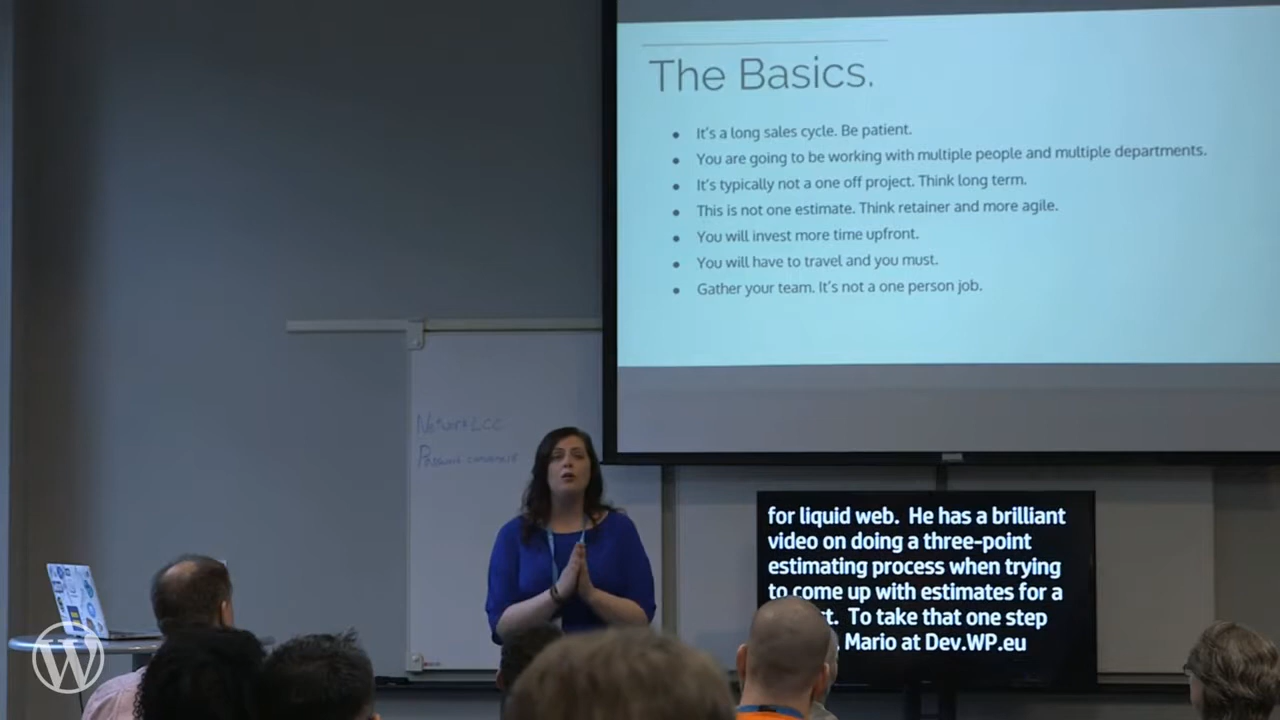 The Basics.
It's a long sales cycle. Be patient.
You are going to be working with multiple people and multiple departments.
It's typically not a one off project. Think long term.
This is not one estimate. Think retainer and more agile.
You will invest more time upfront.
You will have to travel and you must.
Gather your team. It's not a one person job.
Network LCC
Password
for liquid web. He has a brilliant
video on doing a three-point
estimating process when trying
to come up with estimates for a
To take that one step
Mario at Dev.WP.eu